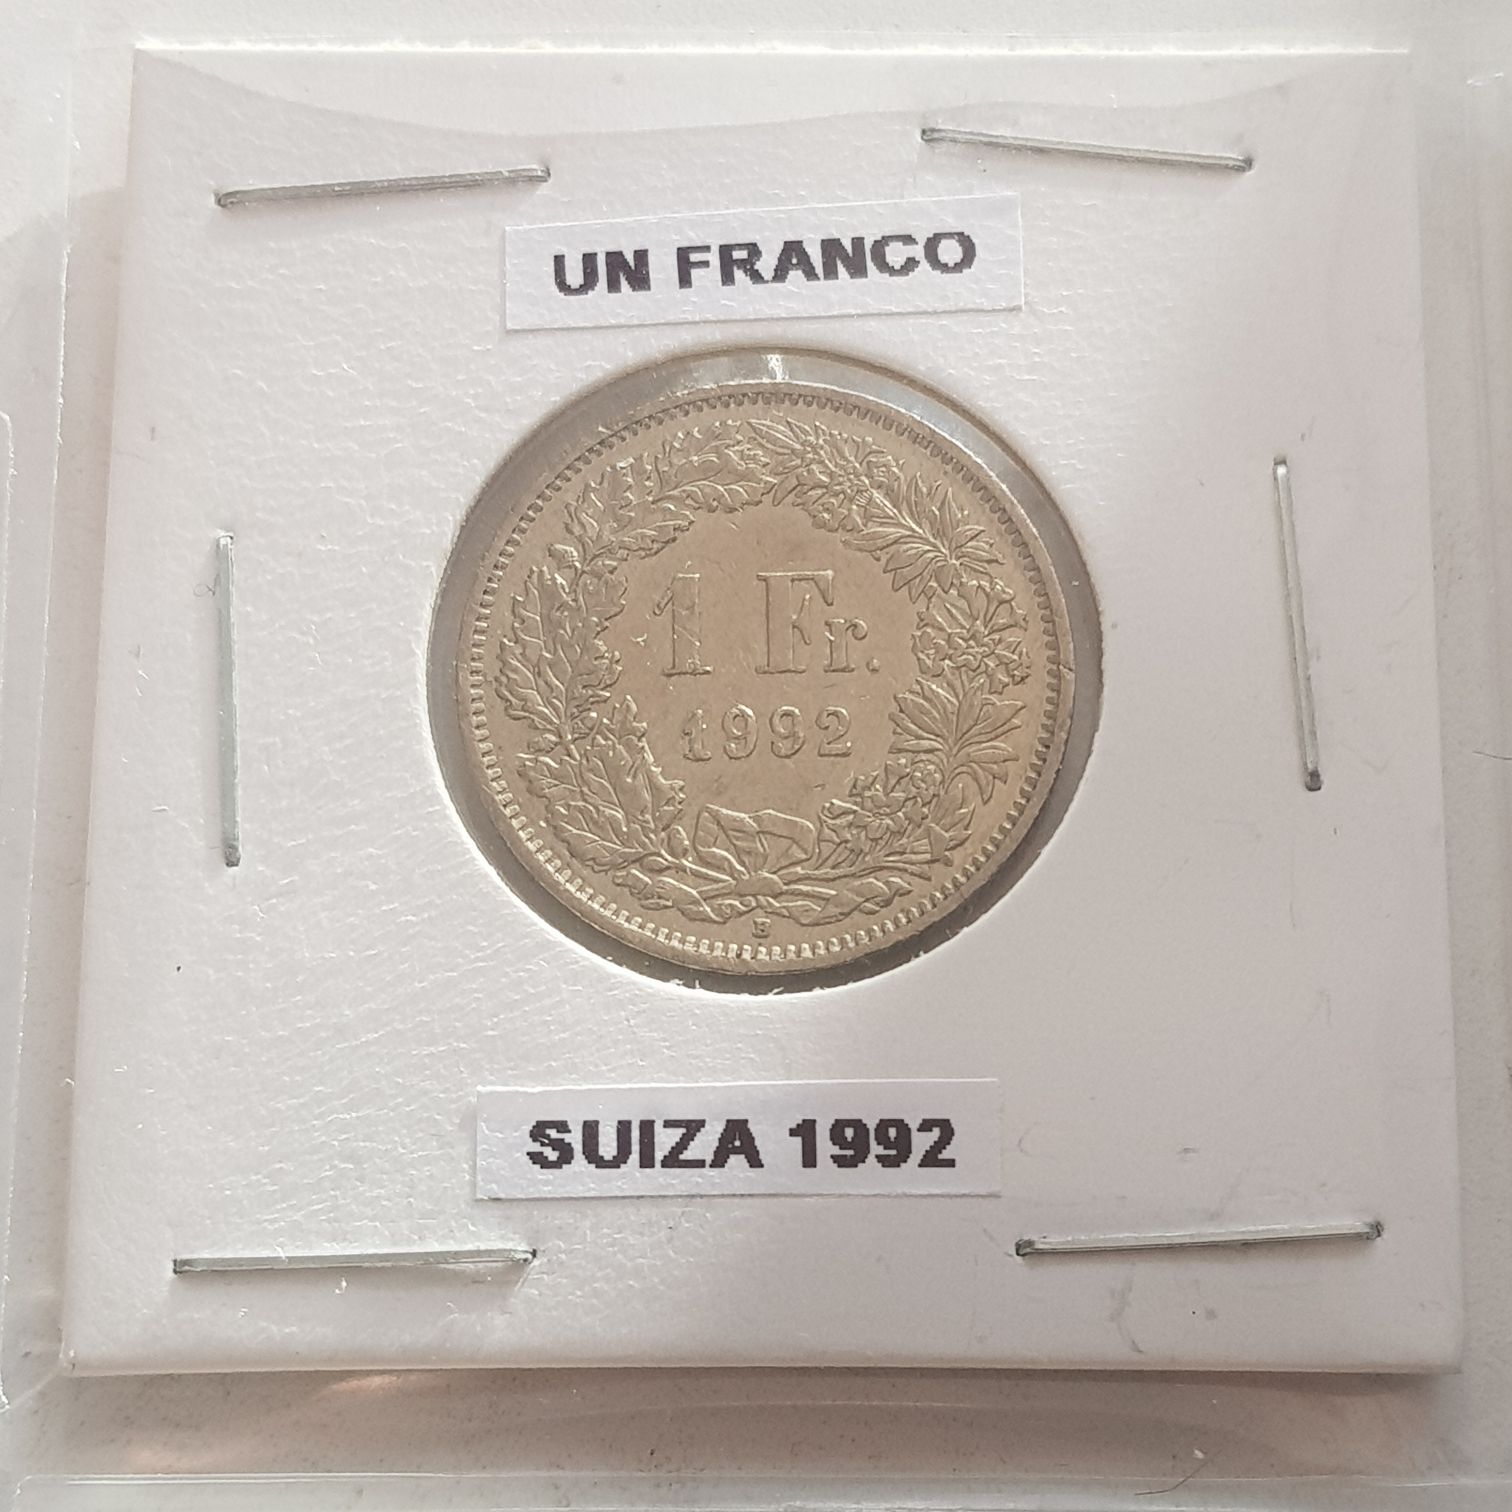 UN FRANCO
1 Fr.
1992
B
SUIZA 1992